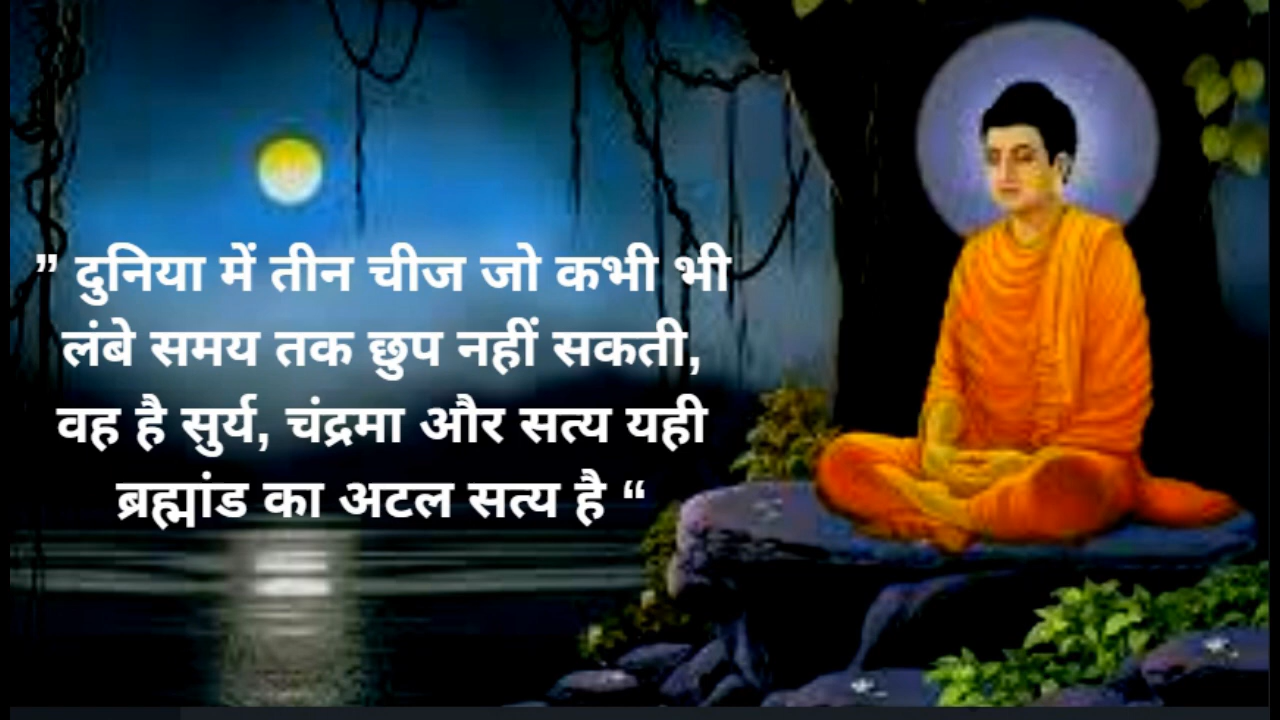 ” दुनिया में तीन चीज जो कभी भी
लंबे समय तक छुप नहीं सकती,
वह है सुर्य, चंद्रमा और सत्य यही
ब्रह्मांड का अटल सत्य है “